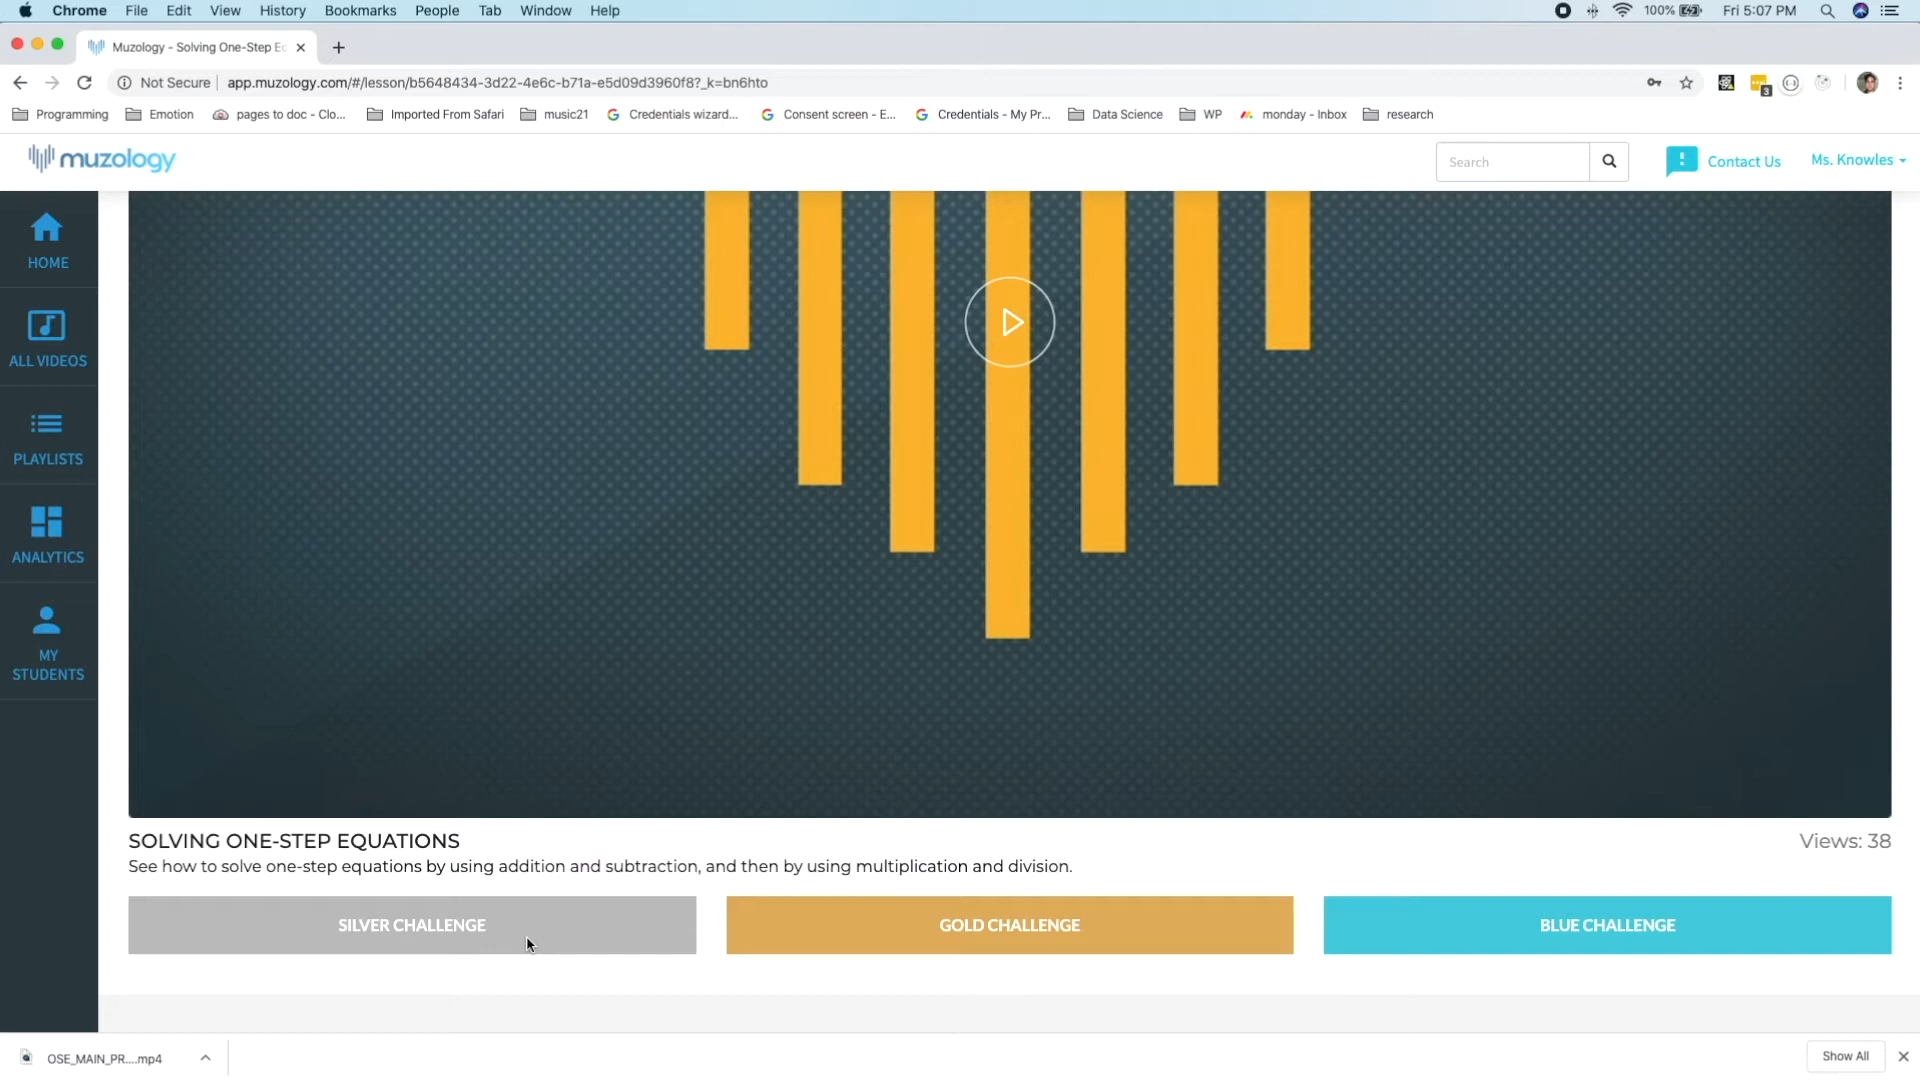 Chrome File Edit View History Bookmarks People Tab Window Help 100% Fri 5:07 PM
Muzology - Solving One-Step Ec
Not Secure app.muzology.com/#/lesson/b5648434-3d22-4e6c-b71a-e5d09d3960f8?_k=bn6hto 3
Programming Emotion pages to doc - Clo... Imported From Safari music21 Credentials wizard... Consent screen - E... Credentials - My Pr... Data Science WP monday - Inbox research
muzology Search Contact Us Ms. Knowles
HOME
ALL VIDEOS
PLAYLISTS
ANALYTICS
MY
STUDENTS
SOLVING ONE-STEP EQUATIONS Views: 38
See how to solve one-step equations by using addition and subtraction, and then by using multiplication and division.
SILVER CHALLENGE GOLD CHALLENGE BLUE CHALLENGE
OSE_MAIN_PR....mp4 Show All